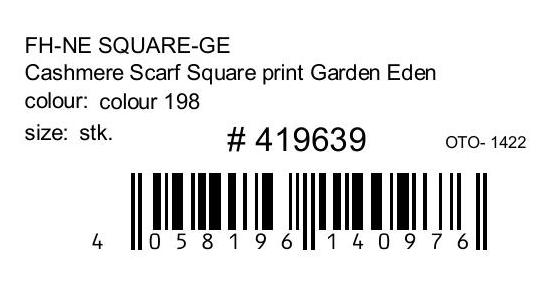 FH-NE SQUARE-GE
Cashmere Scarf Square print Garden Eden
colour: colour 198
size: stk.
# 419639
OTO- 1422
4 058196 140976